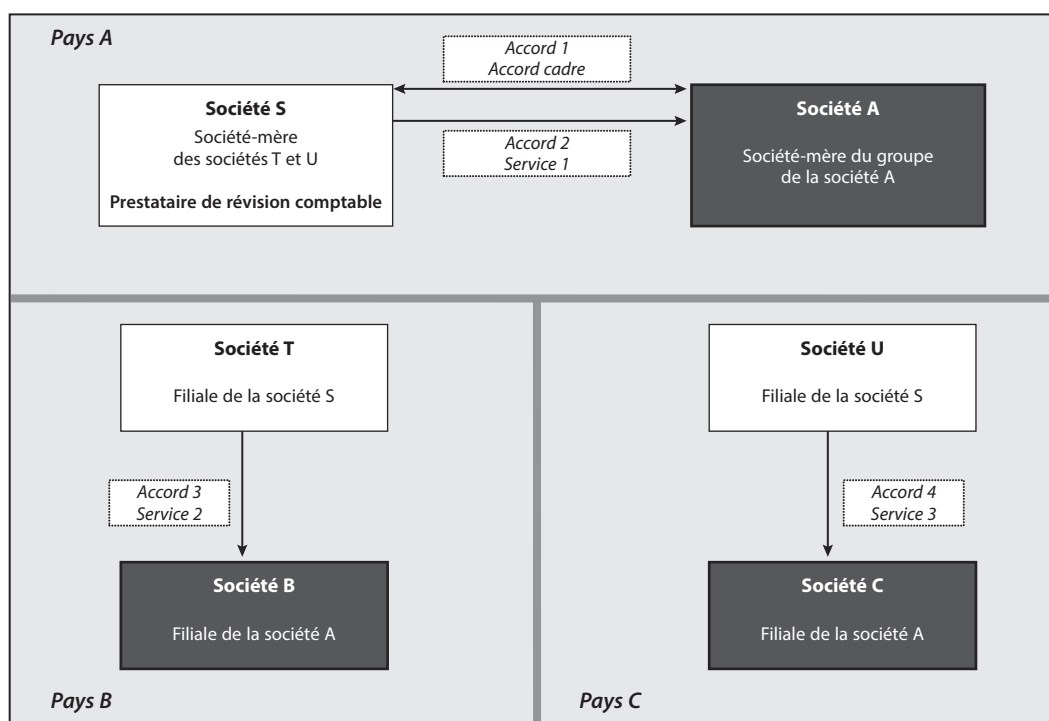 Pays A
Accord 1
Accord cadre
Société S
Société-mère
des sociétés T et U
Prestataire de révision comptable
Accord 2
Service 1
Société A
Société-mère du groupe
de la société A
Société T
Filiale de la société S
Accord 3
Service 2
Société B
Filiale de la société A
Pays B
Société U
Filiale de la société S
Accord 4
Service 3
Société C
Filiale de la société A
Pays C